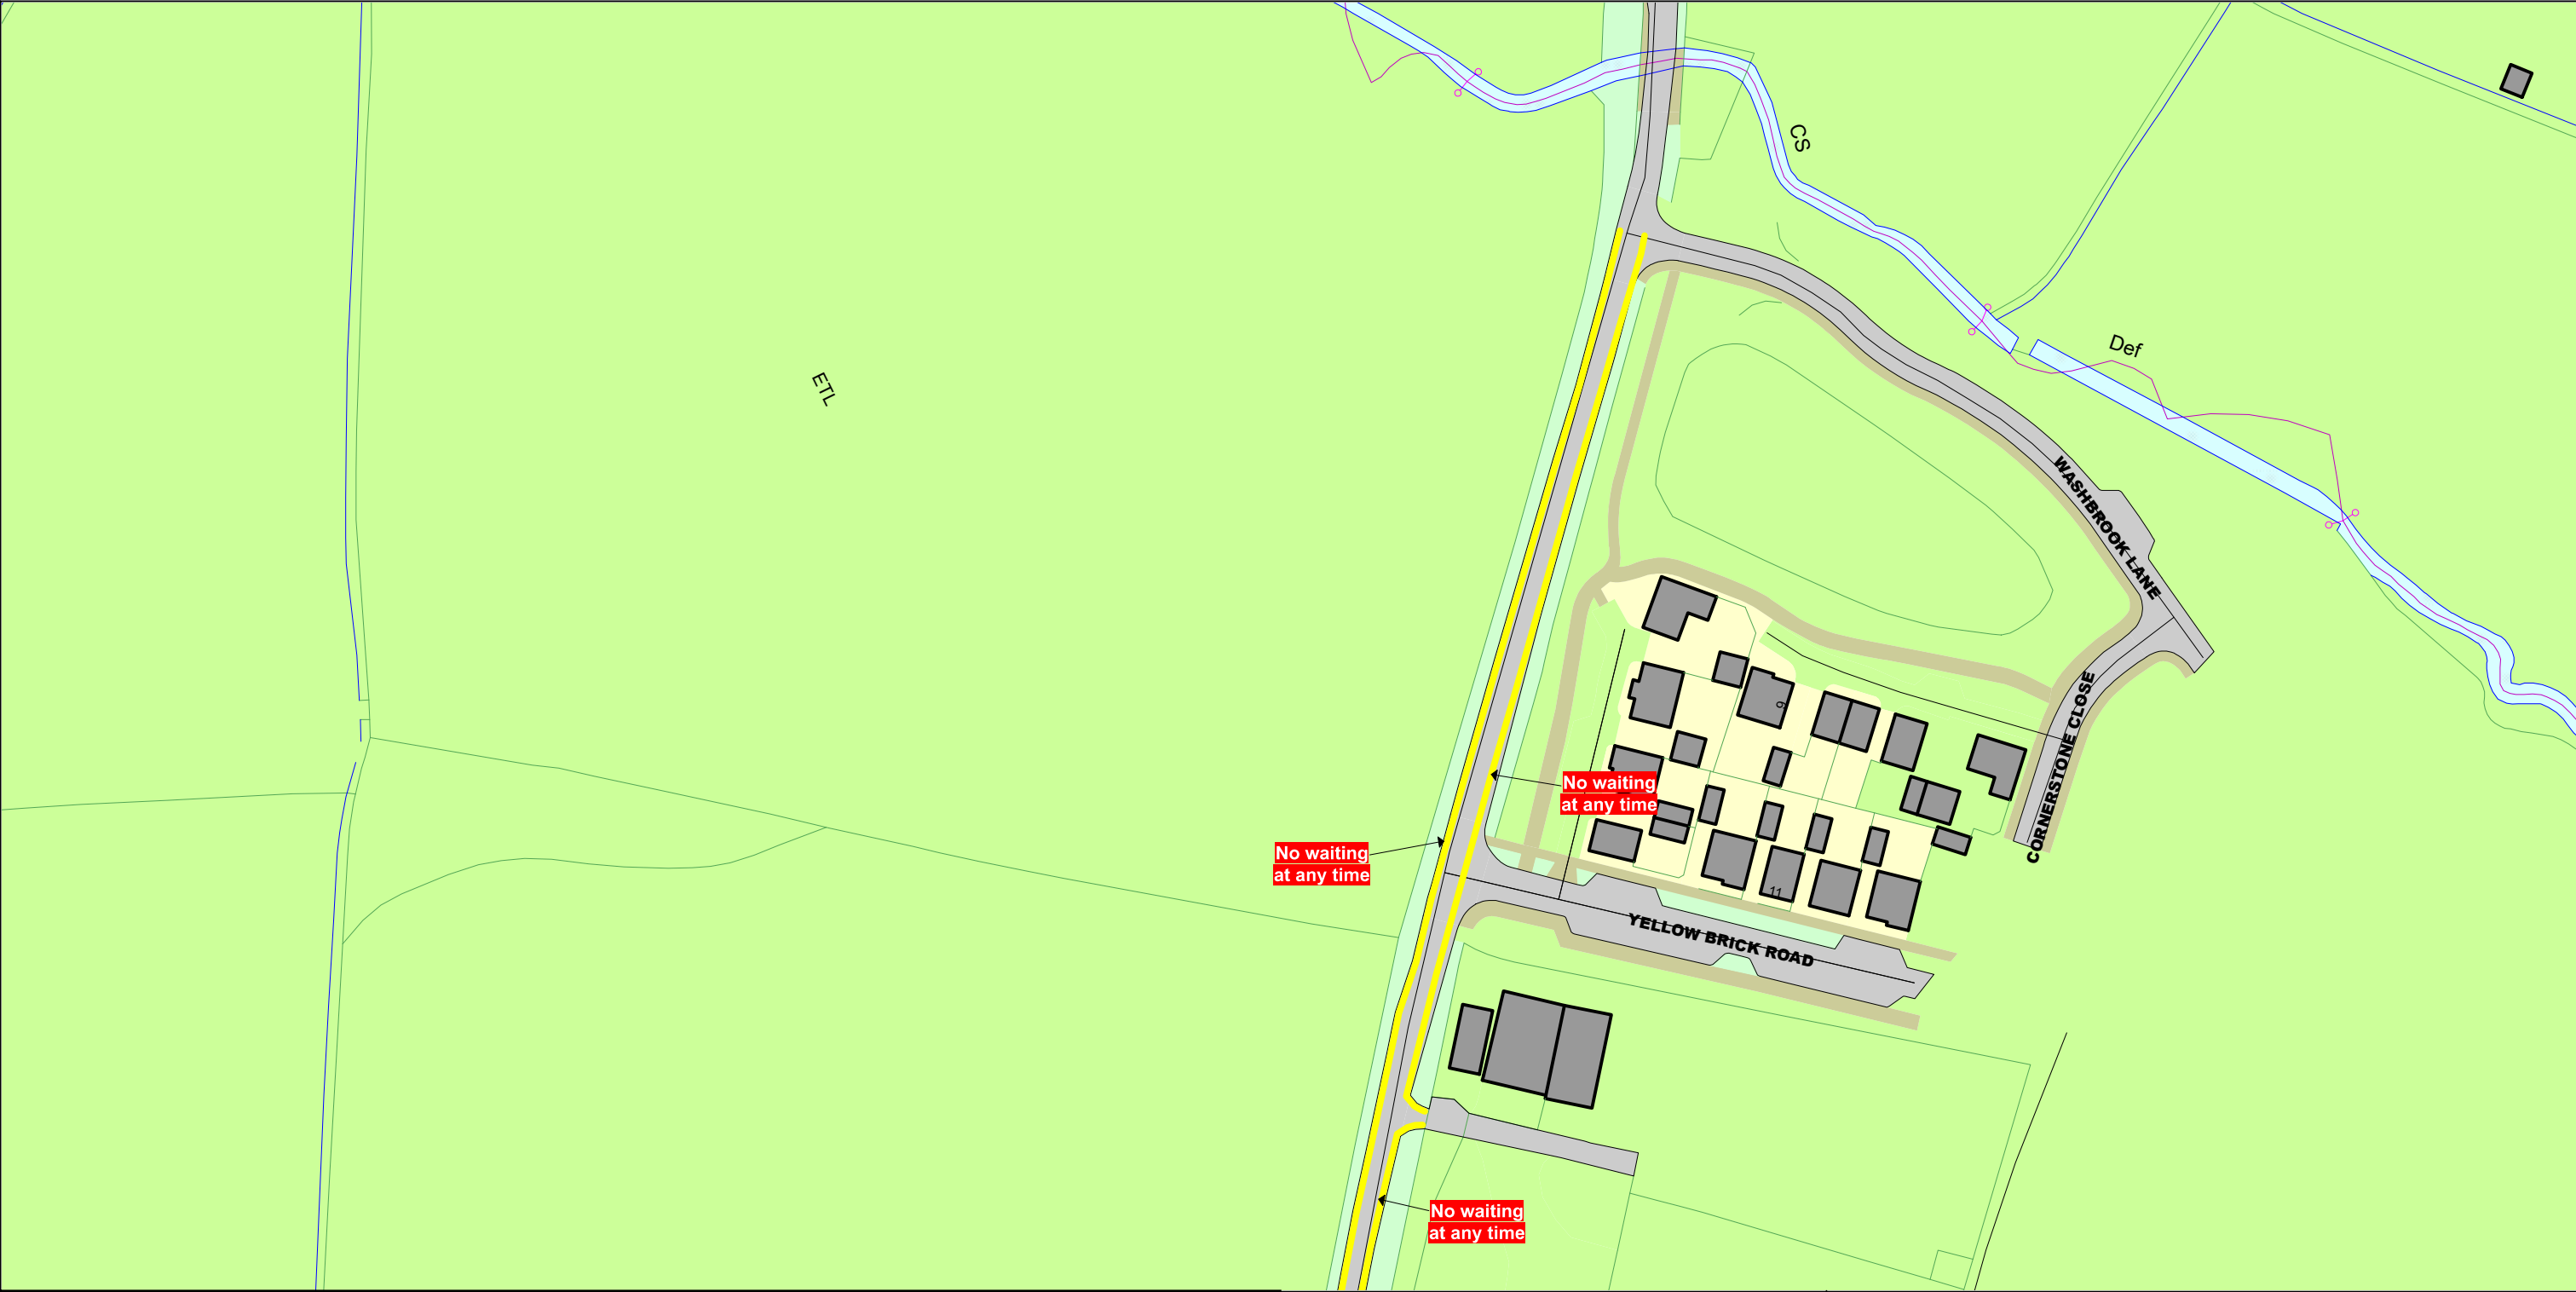 CS
Def
ETL
WASHBROOK LANE
9
CORNERSTONE CLOSE
No waiting
at any time
No waiting
at any time
11
YELLOW BRICK ROAD
No waiting
at any time